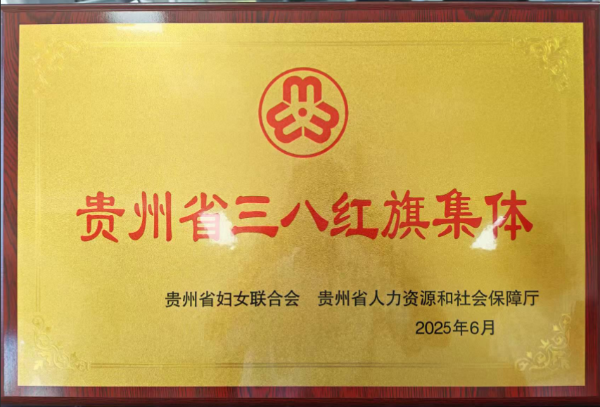 贵州省三八红旗集体
贵州省妇女联合会 贵州省人力资源和社会保障厅
2025年6月